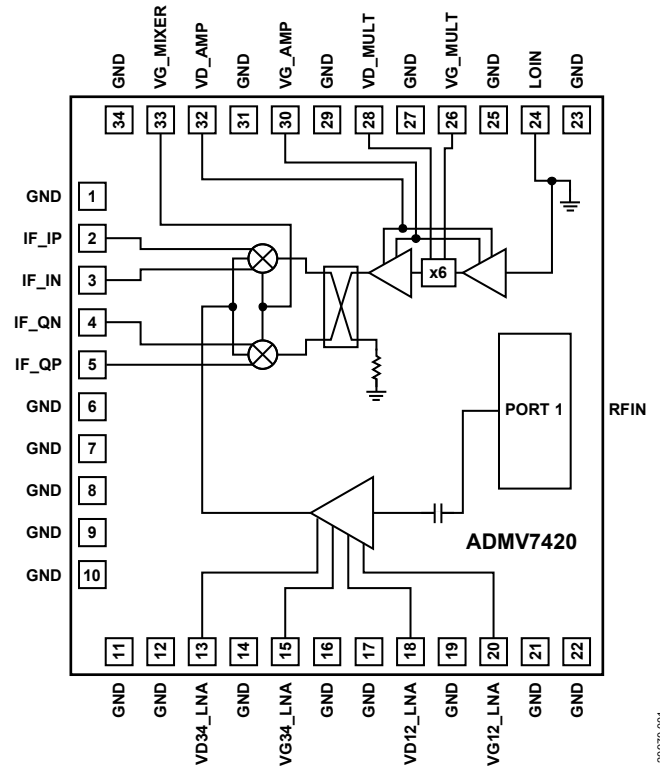 GND
VG_MIXER
VD_AMP
GND
VG_AMP
GND
VD_MULT
GND
VG_MULT
GND
LOIN
GND
34
33
32
31
30
29
28
27
26
25
24
23
GND 1
IF_IP 2
IF_IN 3
IF_QN 4
IF_QP 5
GND 6
GND 7
GND 8
GND 9
GND 10
x6
PORT 1
RFIN
ADMV7420
11
12
13
14
15
16
17
18
19
20
21
22
GND
GND
VD34_LNA
GND
VG34_LNA
GND
GND
VD12_LNA
GND
VG12_LNA
GND
GND